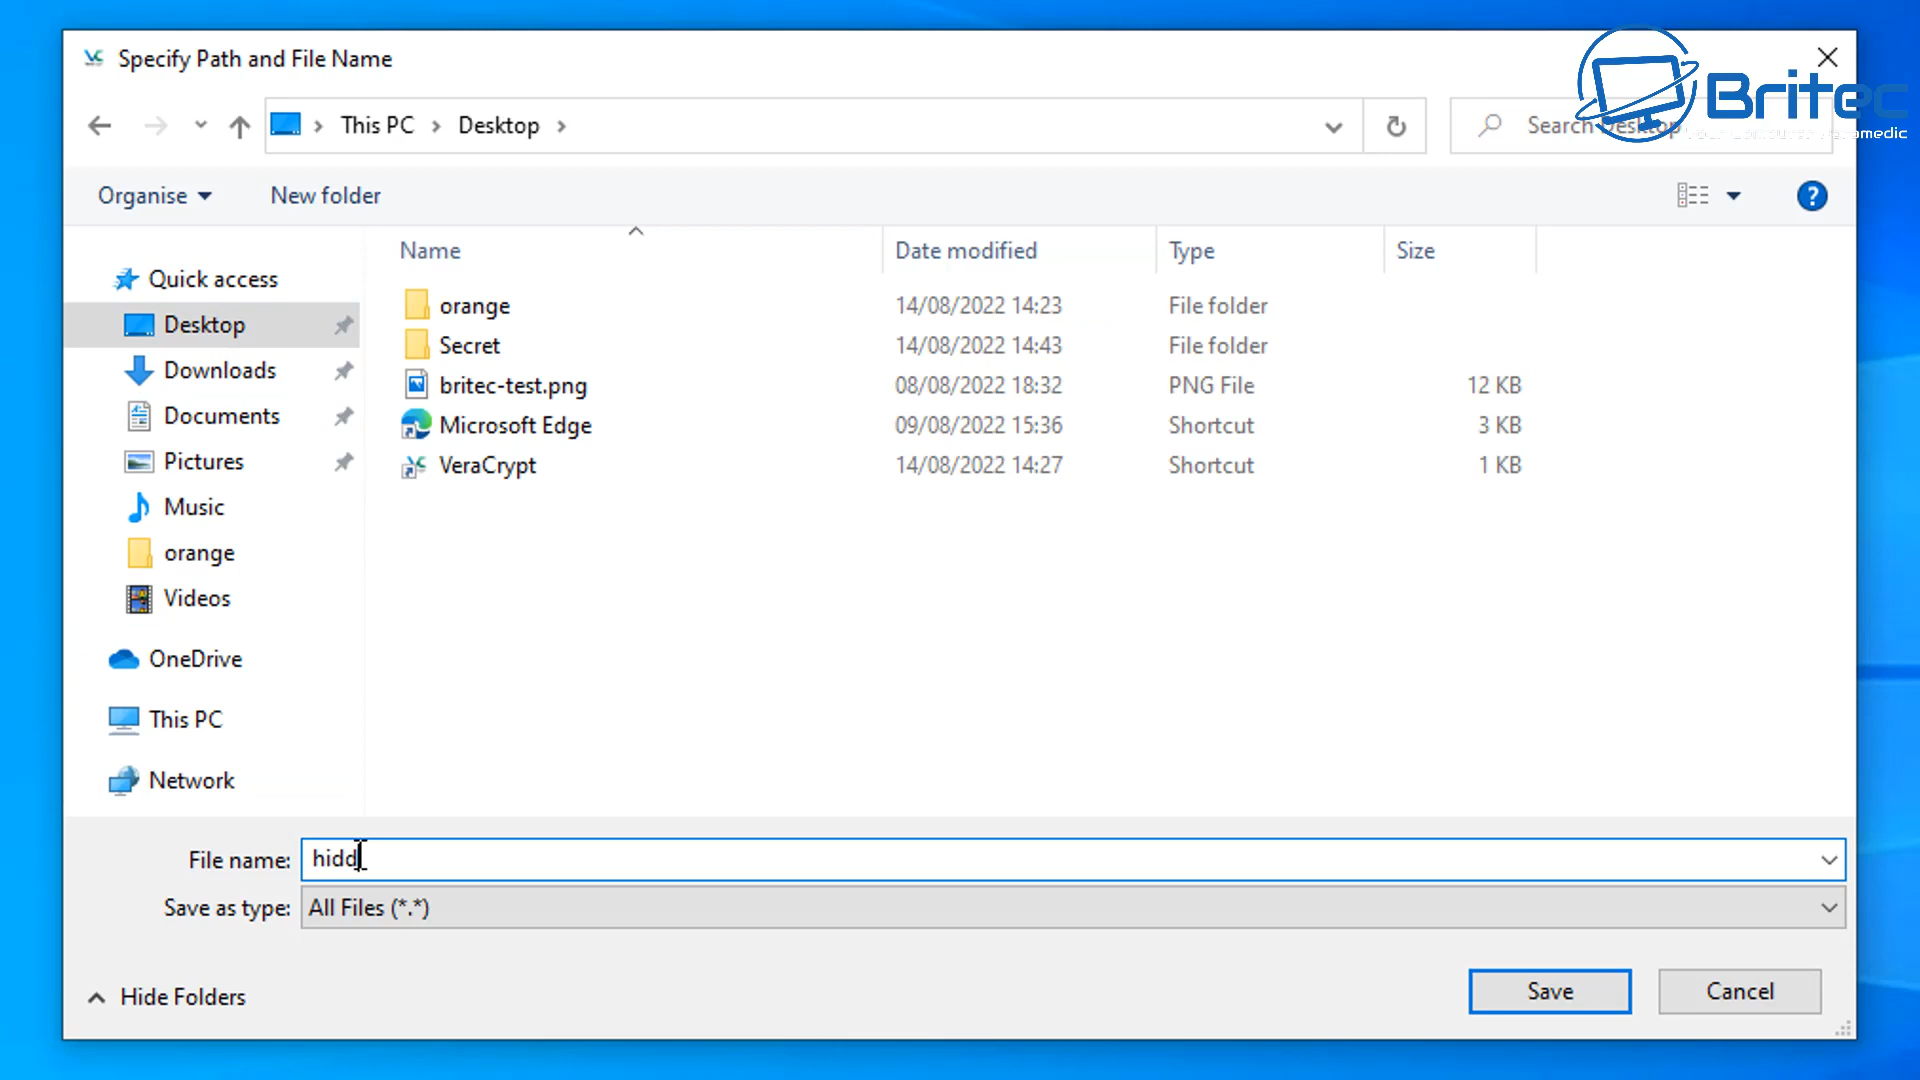 Specify Path and File Name
Britec
This PC > Desktop >
Search Desktop
Organise
New folder
Name
Date modified
Type
Size
Quick access
Desktop
Downloads
Documents
Pictures
Music
orange
Videos
OneDrive
This PC
Network
orange 14/08/2022 14:23 File folder
Secret 14/08/2022 14:43 File folder
britec-test.png 08/08/2022 18:32 PNG File 12 KB
Microsoft Edge 09/08/2022 15:36 Shortcut 3 KB
VeraCrypt 14/08/2022 14:27 Shortcut 1 KB
File name: hidd
Save as type: All Files (*.*)
Hide Folders
Save
Cancel